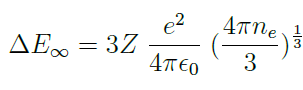 ΔE∞ = 3Z e²/4πϵ₀ (4πnₑ/3)^⅓